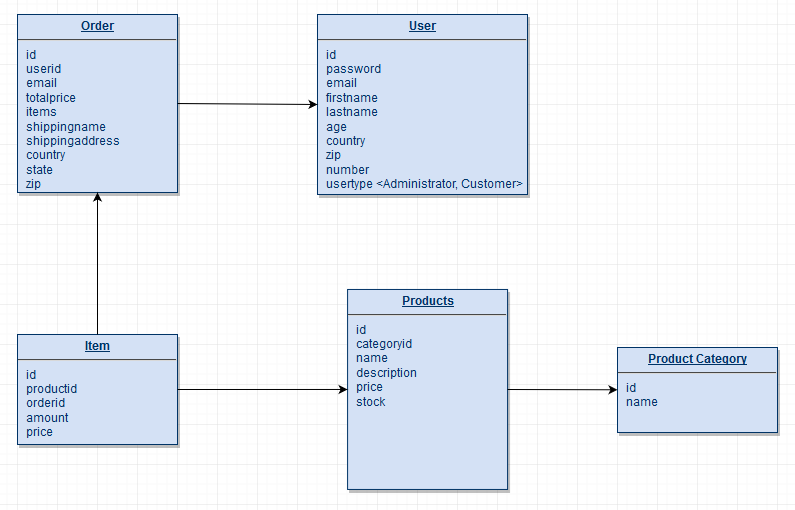 Order
id
userid
email
totalprice
items
shippingname
shippingaddress
country
state
zip
User
id
password
email
firstname
lastname
age
country
zip
number
usertype <Administrator, Customer>
Item
id
productid
orderid
amount
price
Products
id
categoryid
name
description
price
stock
Product Category
id
name